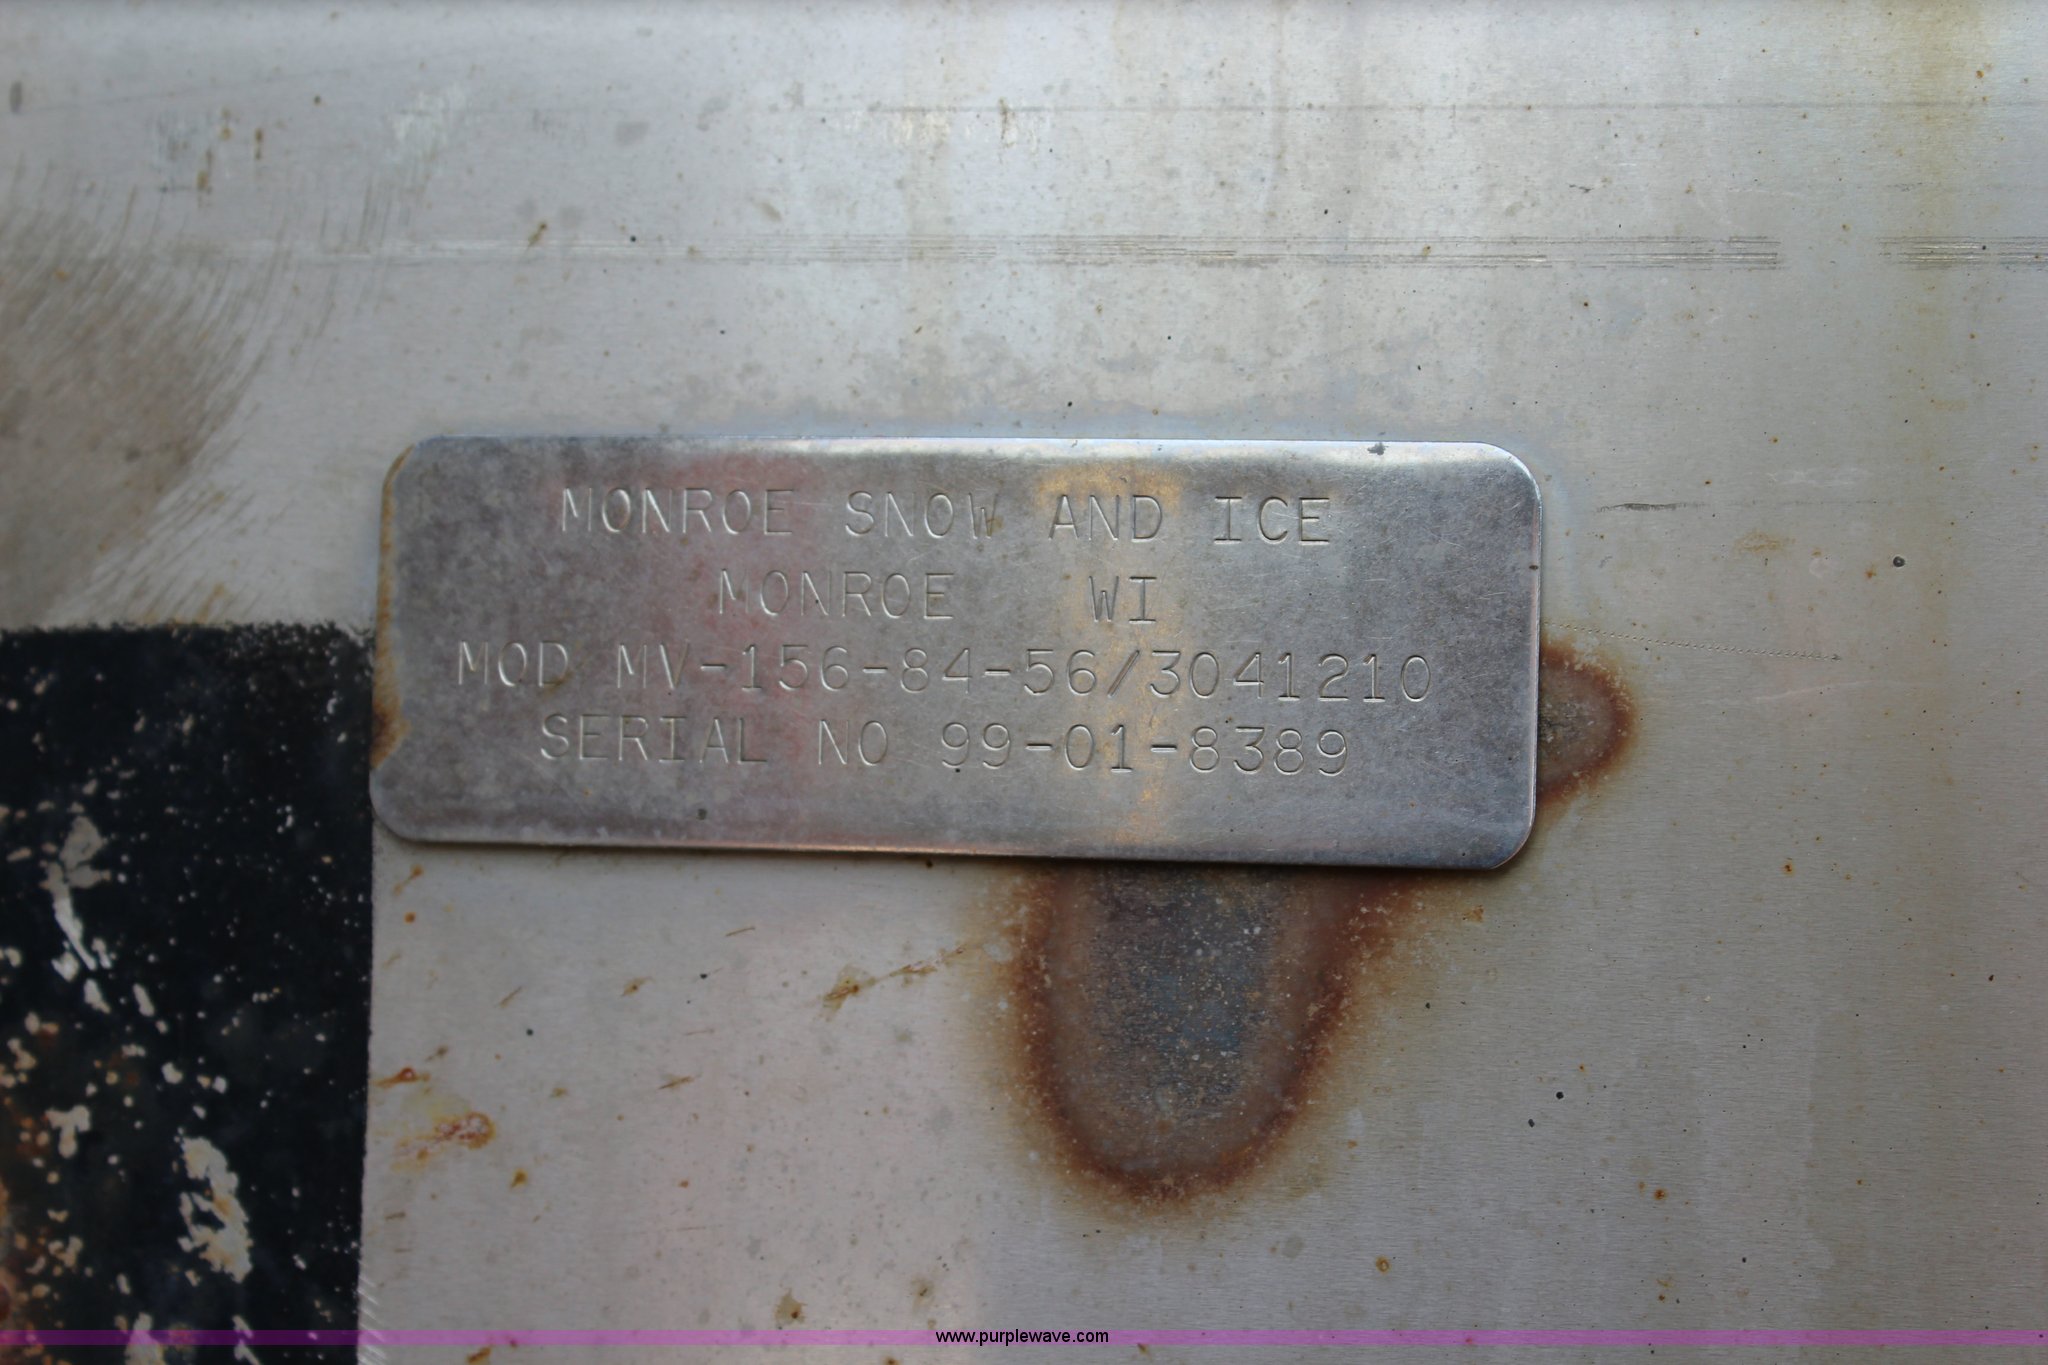 MONROE SNOW AND ICE
MONROE WI
MOD MV-156-84-56/3041210
SERIAL NO 99-01-8389
www.purplewave.com